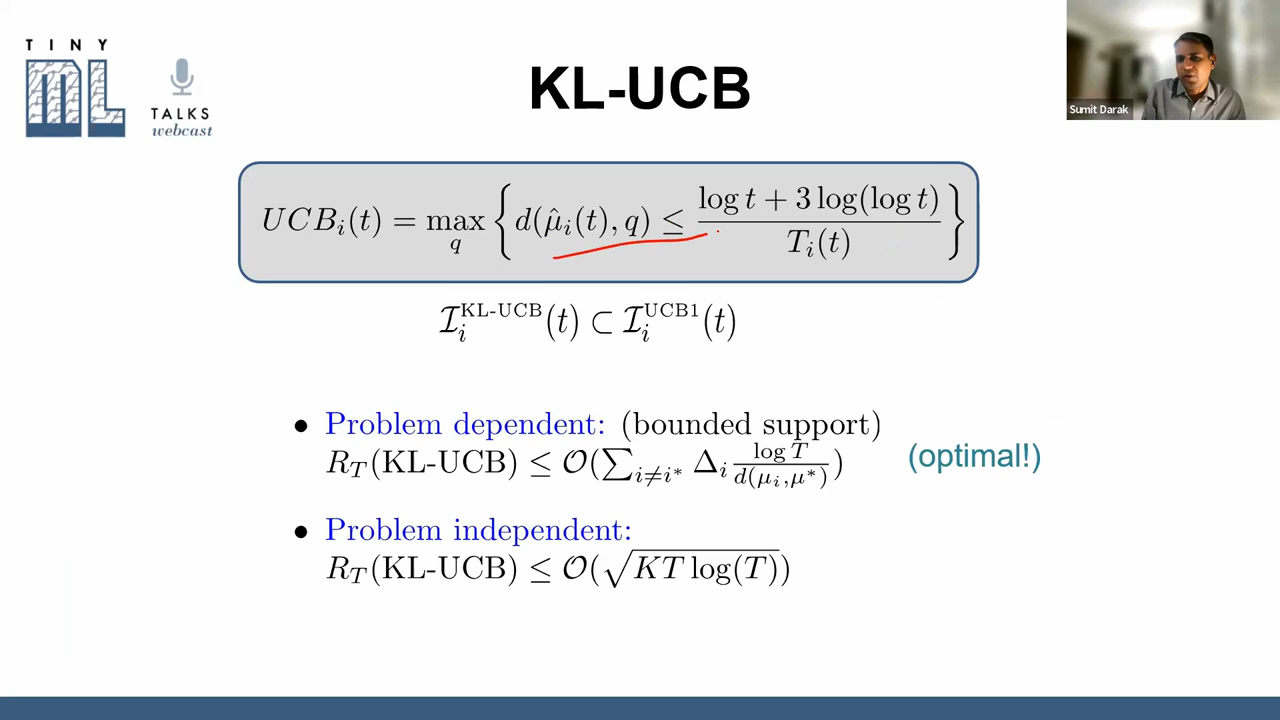 TINY
ML
TALKS
webcast
KL-UCB
Sumit Darak
UCB_i(t) = max_q { d(μ̂_i(t), q) ≤ (log t + 3 log(log t)) / T_i(t) }
I_i^{KL-UCB}(t) ⊂ I_i^{UCB1}(t)
• Problem dependent: (bounded support)
R_T(KL-UCB) ≤ O(∑_{i≠i*} Δ_i log T / d(μ_i,μ*)) (optimal!)
• Problem independent:
R_T(KL-UCB) ≤ O(√(KT log(T)))